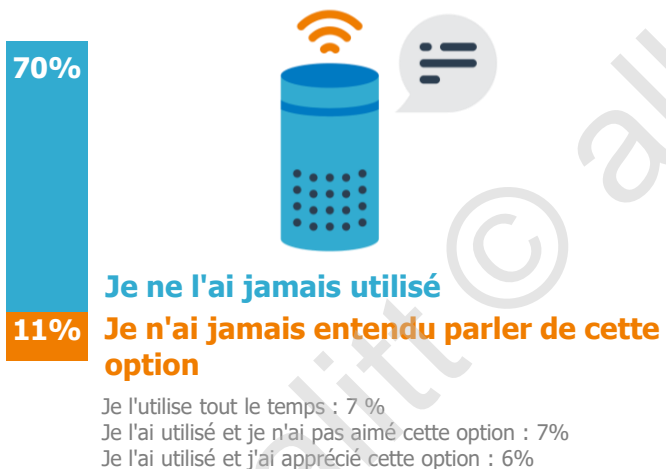 70%
Je ne l'ai jamais utilisé
11% Je n'ai jamais entendu parler de cette
option
Je l'utilise tout le temps : 7 %
Je l'ai utilisé et je n'ai pas aimé cette option : 7%
Je l'ai utilisé et j'ai apprécié cette option : 6%